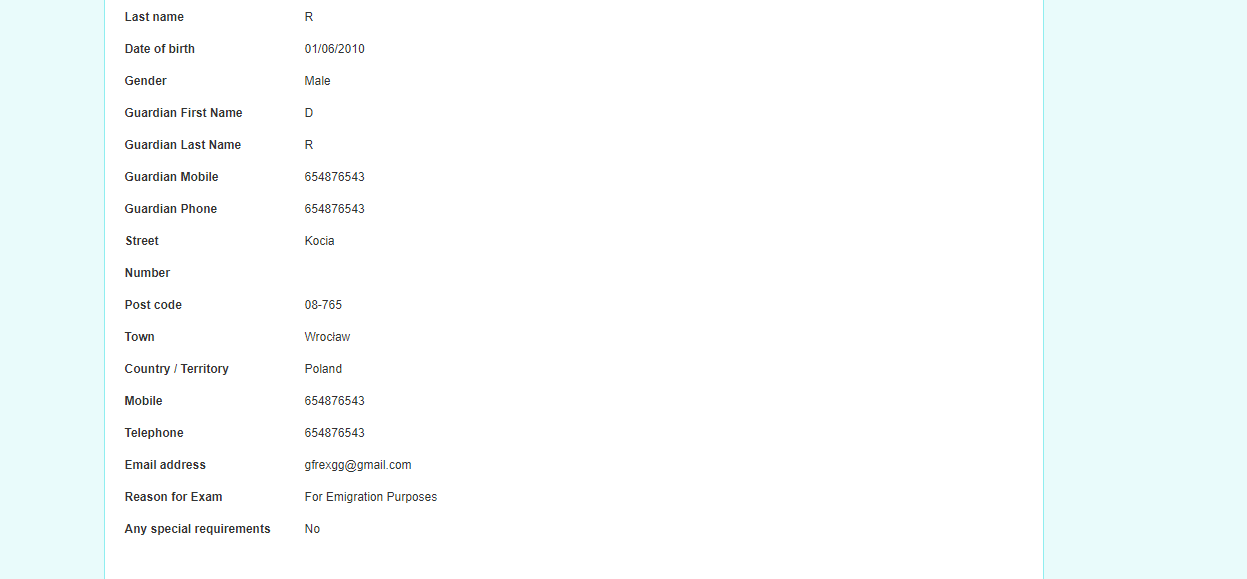 Last name R
Date of birth 01/06/2010
Gender Male
Guardian First Name D
Guardian Last Name R
Guardian Mobile 654876543
Guardian Phone 654876543
Street Kocia
Number
Post code 08-765
Town Wrocław
Country / Territory Poland
Mobile 654876543
Telephone 654876543
Email address gfrexgg@gmail.com
Reason for Exam For Emigration Purposes
Any special requirements No